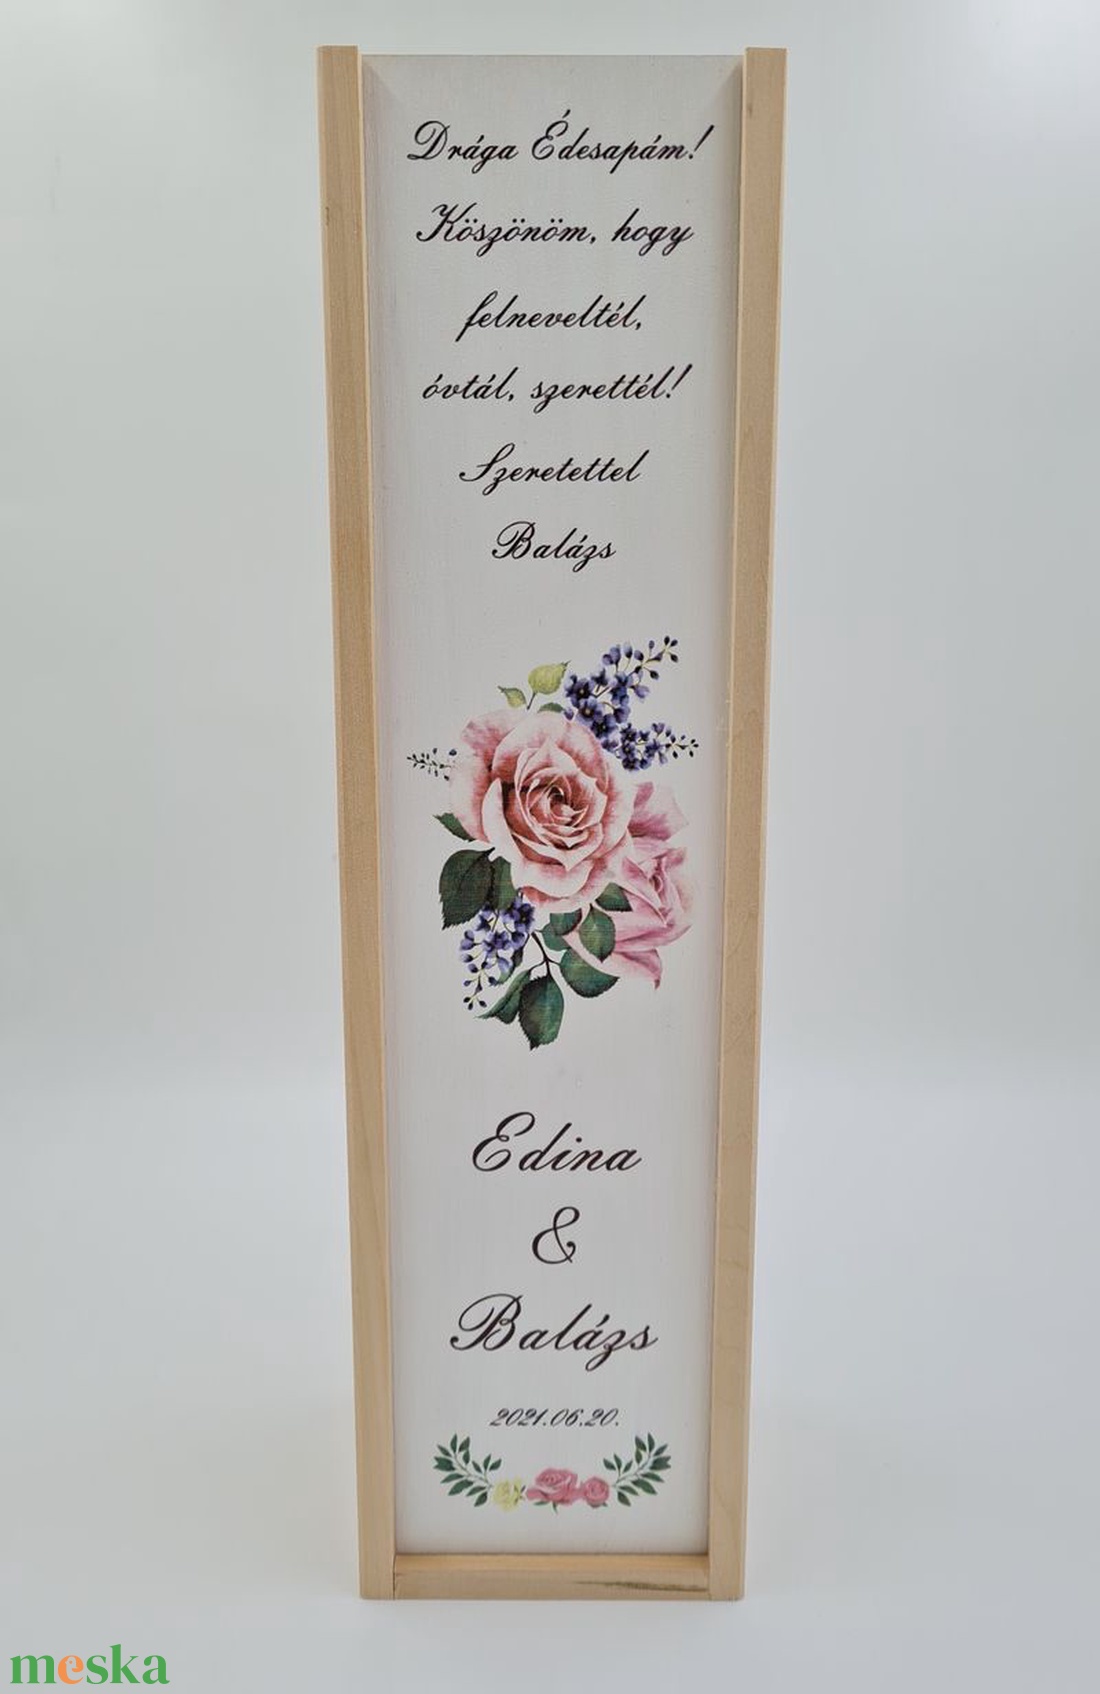 Drága Édesapám!
Köszönöm, hogy
felneveltél,
óvtál, szerettél!
Szeretettel
Balázs
Edina
&
Balázs
2021.06.20.
meska